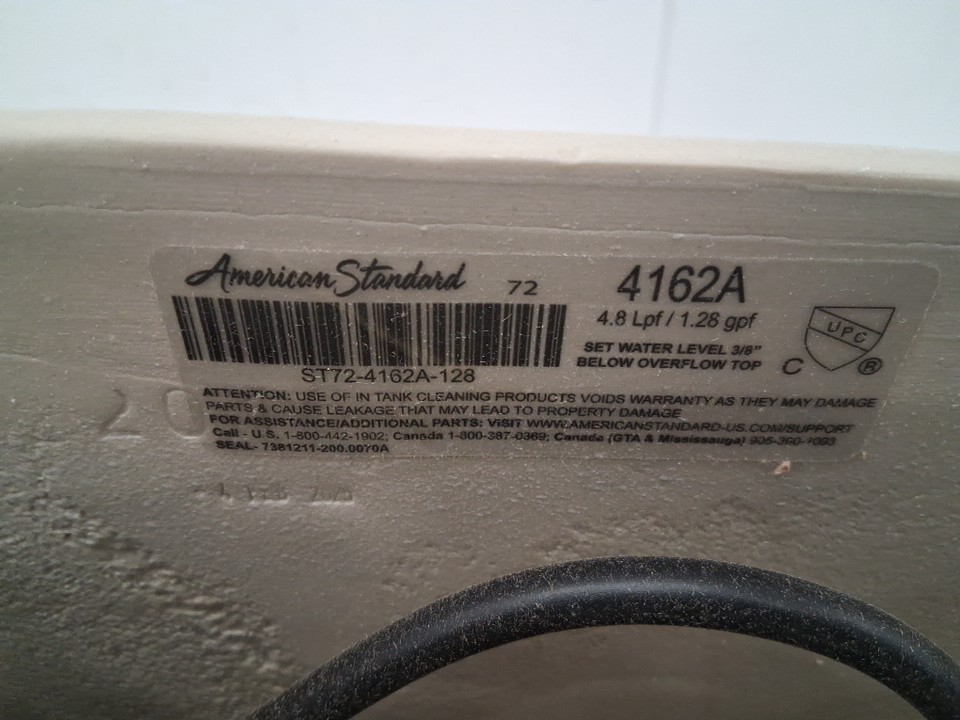 American Standard 72
4162A
4.8 Lpf / 1.28 gpf
SET WATER LEVEL 3/8"
BELOW OVERFLOW TOP
UPC
C ®
ST72-4162A-128
ATTENTION: USE OF IN TANK CLEANING PRODUCTS VOIDS WARRANTY AS THEY MAY DAMAGE
PARTS & CAUSE LEAKAGE THAT MAY LEAD TO PROPERTY DAMAGE
FOR ASSISTANCE/ADDITIONAL PARTS: VISIT WWW.AMERICANSTANDARD-US.COM/SUPPORT
Call - U.S. 1-800-442-1902; Canada 1-800-387-0369; Canada (GTA & Mississauga)
SEAL- 7381211-200.0070A
20